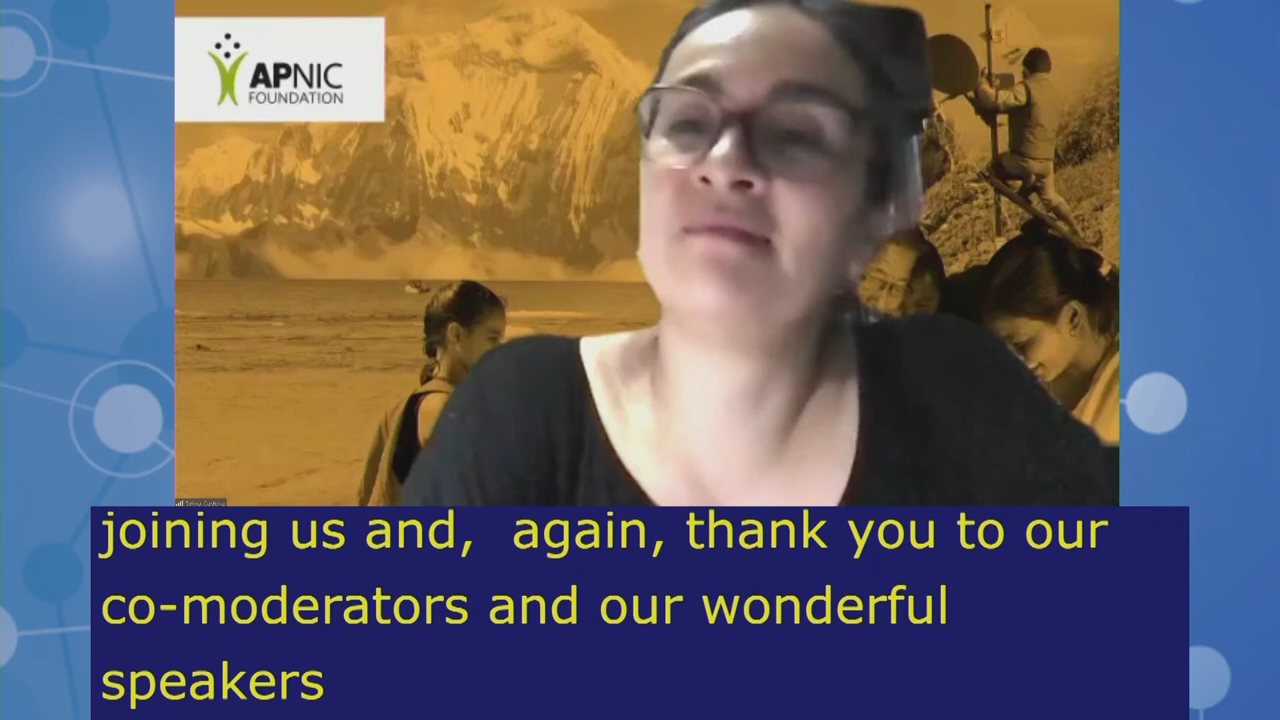 APNIC
FOUNDATION
joining us and, again, thank you to our
co-moderators and our wonderful
speakers